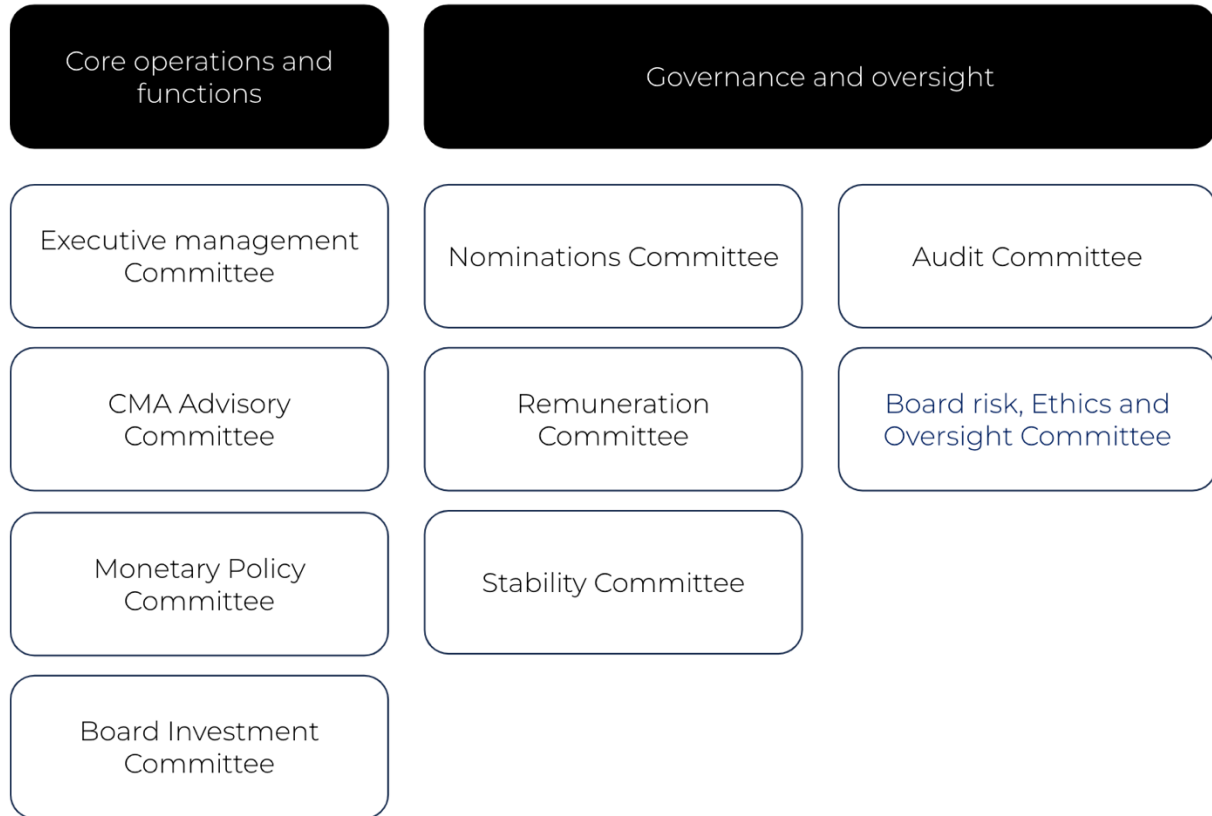 Core operations and
functions
Governance and oversight
Executive management
Committee
Nominations Committee
Audit Committee
CMA Advisory
Committee
Remuneration
Committee
Board risk, Ethics and
Oversight Committee
Monetary Policy
Committee
Stability Committee
Board Investment
Committee